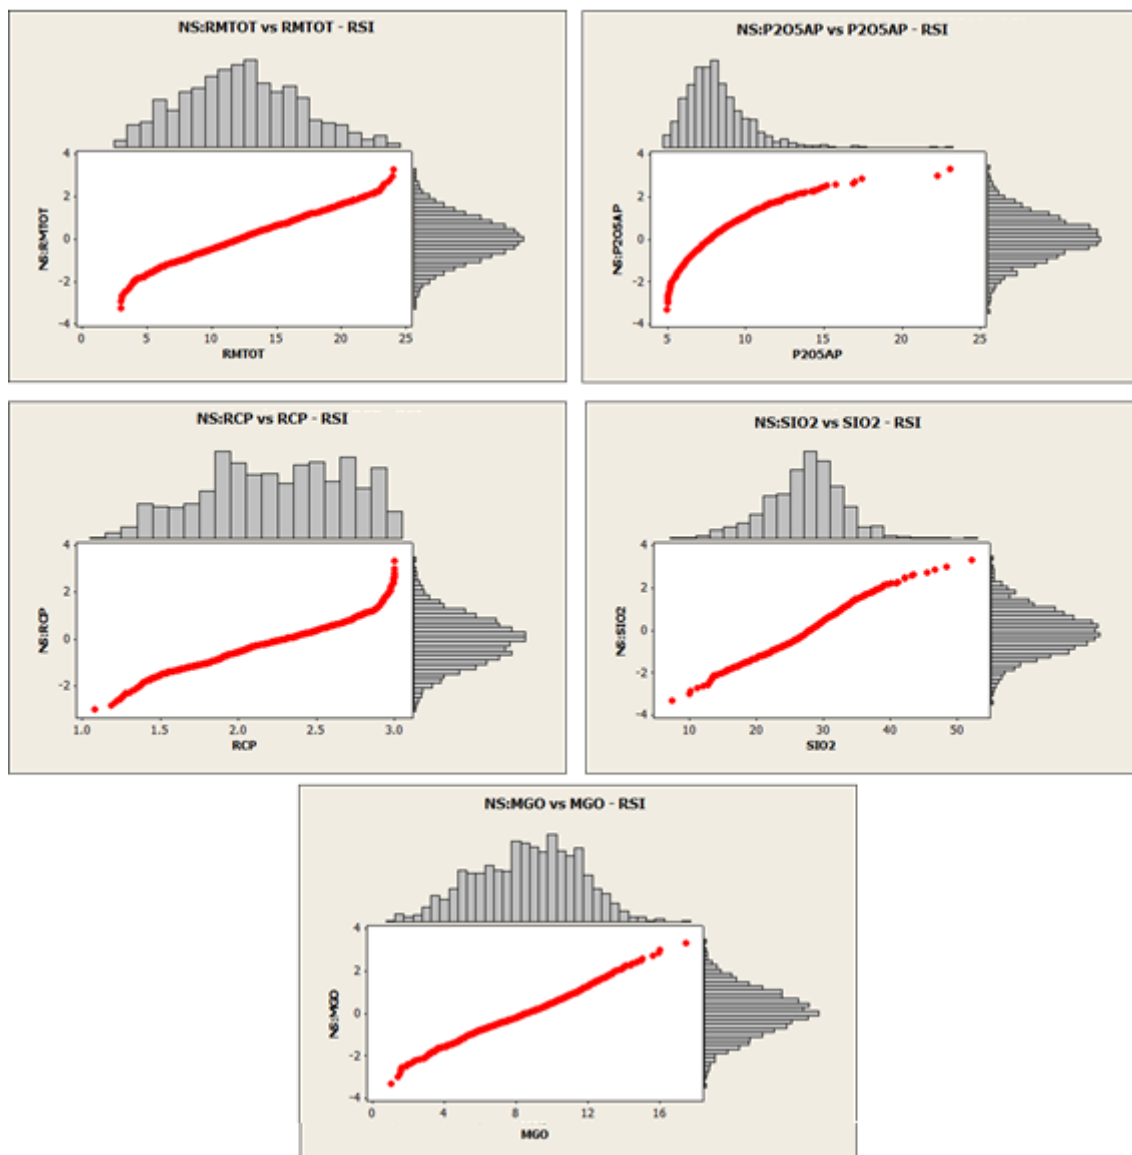 NS:RMTOT vs RMTOT - RSI
4
2
0
-2
-4
NS:RMTOT
0 5 10 15 20 25
RMTOT
NS:P2O5AP vs P2O5AP - RSI
4
2
0
-2
-4
NS:P2O5AP
5 10 15 20 25
P2O5AP
NS:RCP vs RCP - RSI
4
2
0
-2
NS:RCP
1.0 1.5 2.0 2.5 3.0
RCP
NS:SIO2 vs SIO2 - RSI
4
2
0
-2
-4
NS:SIO2
10 20 30 40 50
SIO2
NS:MGO vs MGO - RSI
4
2
0
-2
-4
NS:MGO
0 4 8 12 16
MGO